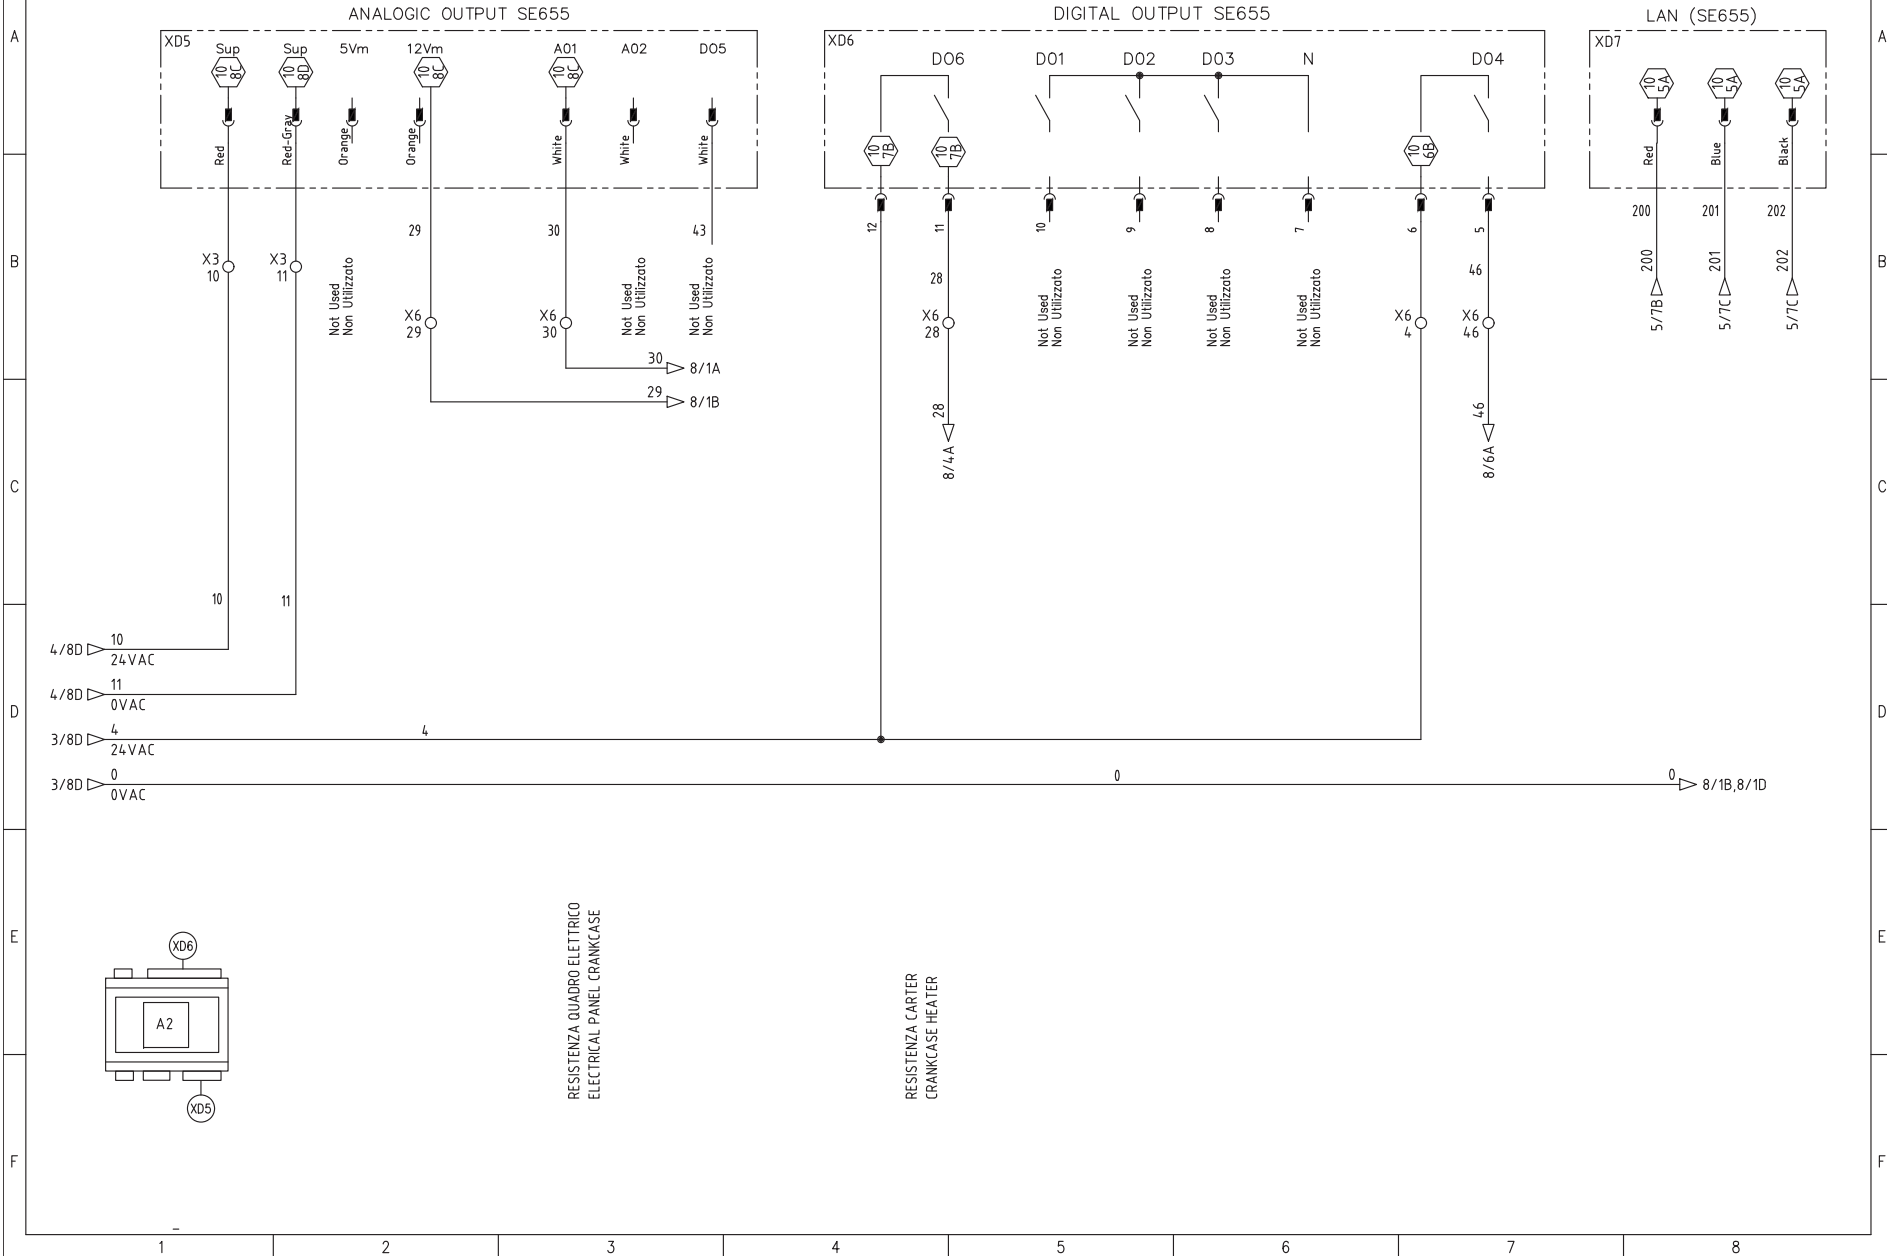 ANALOGIC OUTPUT SE655
DIGITAL OUTPUT SE655
LAN (SE655)
A
A
XD5
Sup
Sup
5Vm
12Vm
A01
A02
DO5
10
8C
10
8D
10
8C
10
8C
Red
Red-Gray
Orange
Orange
White
White
White
XD6
DO6
DO1
DO2
DO3
N
DO4
10
7B
10
7B
10
6B
XD7
10
5A
10
5A
10
5A
Red
Blue
Black
12
11
10
9
8
7
6
5
200
201
202
29
30
43
B
B
X3
10
X3
11
Not Used
Non Utilizzato
X6
29
X6
30
Not Used
Non Utilizzato
Not Used
Non Utilizzato
28
X6
28
Not Used
Non Utilizzato
Not Used
Non Utilizzato
Not Used
Non Utilizzato
Not Used
Non Utilizzato
46
X6
4
X6
46
200
201
202
5/7B
5/7C
5/7C
30
8/1A
29
8/1B
28
8/4A
46
8/6A
C
C
10
11
4/8D
10
24VAC
4/8D
11
0VAC
D
D
3/8D
4
24VAC
4
3/8D
0
0VAC
0
0
8/1B,8/1D
E
E
XD6
A2
XD5
RESISTENZA QUADRO ELETTRICO
ELECTRICAL PANEL CRANKCASE
RESISTENZA CARTER
CRANKCASE HEATER
F
F
–
1
2
3
4
5
6
7
8